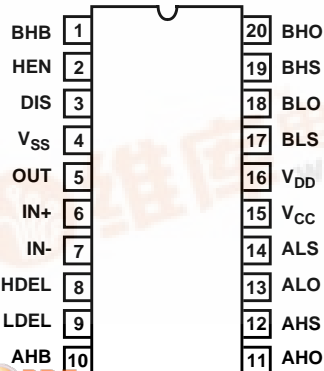 BHB 1 20 BHO
HEN 2 19 BHS
DIS 3 18 BLO
VSS 4 17 BLS
OUT 5 16 VDD
IN+ 6 15 VCC
IN- 7 14 ALS
HDEL 8 13 ALO
LDEL 9 12 AHS
AHB 10 11 AHO